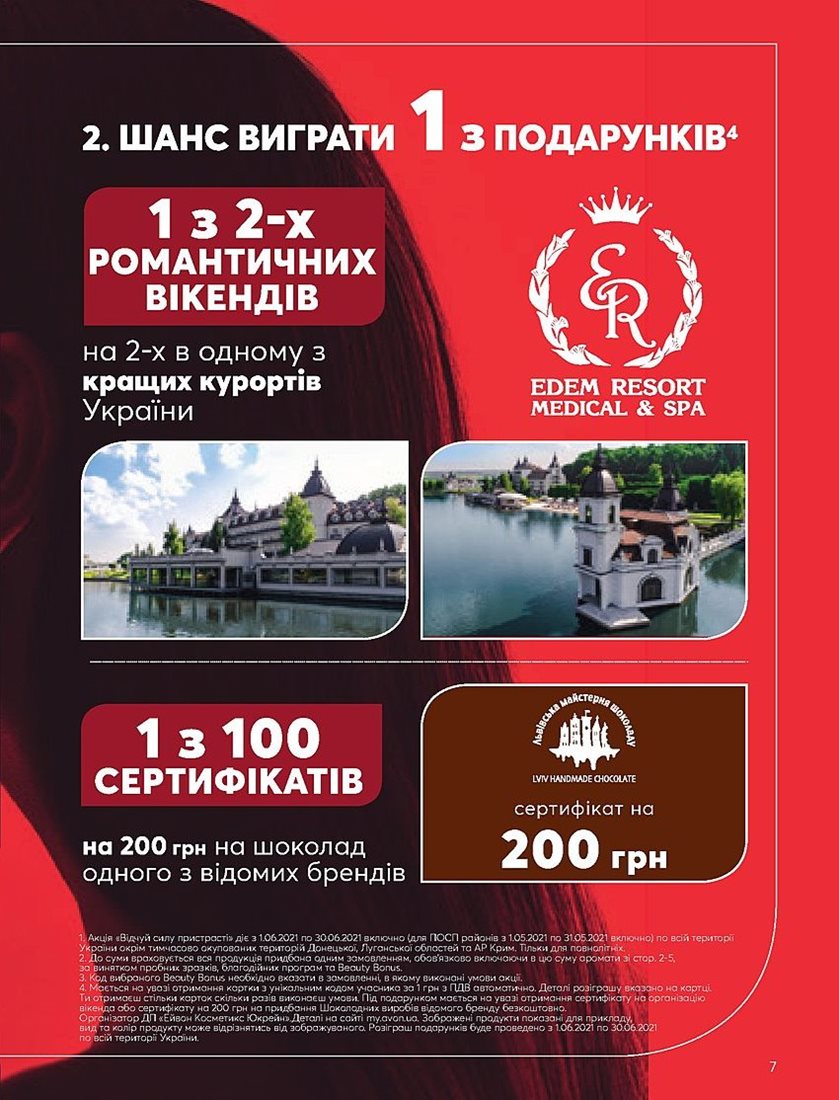 2. ШАНС ВИГРАТИ 1 З ПОДАРУНКІВ⁴
1 з 2-х
РОМАНТИЧНИХ
ВІКЕНДІВ
на 2-х в одному з
кращих курортів
України
ER
EDEM RESORT
MEDICAL & SPA
1 з 100
СЕРТИФІКАТІВ
на 200 грн на шоколад
одного з відомих брендів
Львівська майстерня шоколаду
LVIV HANDMADE CHOCOLATE
сертифікат на
200 грн
1. Акція «Відчуй силу пристрасті» діє з 1.06.2021 по 30.06.2021 включно (для ПОСП районів з 1.05.2021 по 31.05.2021 включно) по всій території
України окрім тимчасово окупованих територій Донецької, Луганської областей та АР Крим. Тільки для повнолітніх.
2. До суми враховується вся продукція придбана одним замовленням, обов'язково включаючи в цю суму аромати зі стор. 2-5,
за винятком пробних зразків, благодійних програм та Beauty Bonus.
3. Код вибраного Beauty Bonus необхідно вказати в замовленні, в якому виконані умови акції.
4. Мається на увазі отримання картки з унікальним кодом учасника за 1 грн з ПДВ автоматично. Деталі розіграшу вказано на картці.
Ти отримаєш стільки карток скільки разів виконаєш умови. Під подарунком мається на увазі отримання сертифікату на організацію
вікенда або сертифікату на 200 грн на придбання Шоколадних виробів відомого бренду безкоштовно.
Організатор ДП «Ейвон Косметикс Юкрейн».Деталі на сайті my.avon.ua. Зображені продукти показані для прикладу,
вид та колір продукту може відрізнятись від зображуваного. Розіграш подарунків буде проведено з 1.06.2021 по 30.06.2021
по всій території України.
7